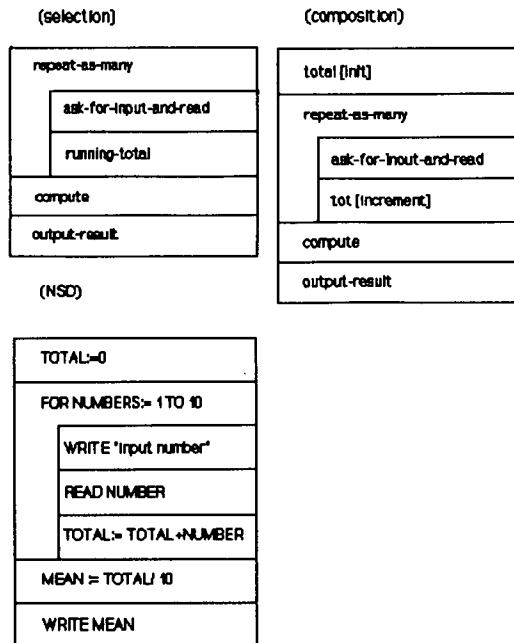 (selection)
repeat-as-many
ask-for-input-and-read
running-total
compute
output-result
(composition)
total [init]
repeat-as-many
ask-for-inout-and-read
tot [increment]
compute
output-result
(NSD)
TOTAL:=0
FOR NUMBERS:= 1 TO 10
WRITE "input number"
READ NUMBER
TOTAL:= TOTAL+NUMBER
MEAN := TOTAL/ 10
WRITE MEAN